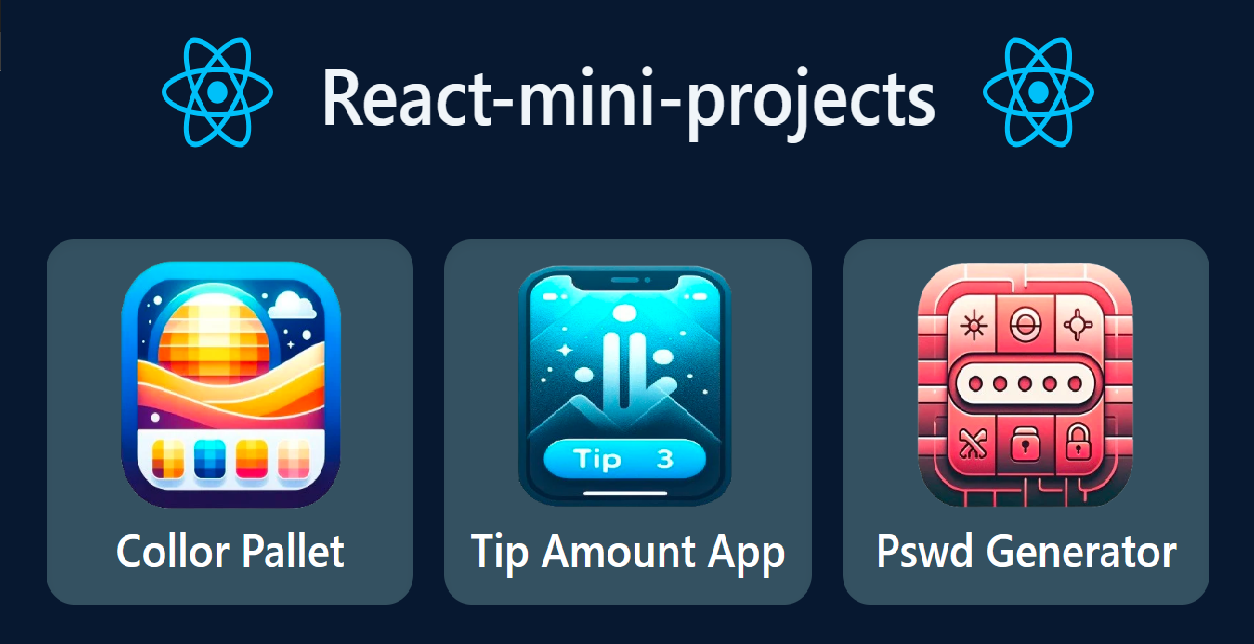 React-mini-projects
Tip 3
Collor Pallet
Tip Amount App
Pswd Generator